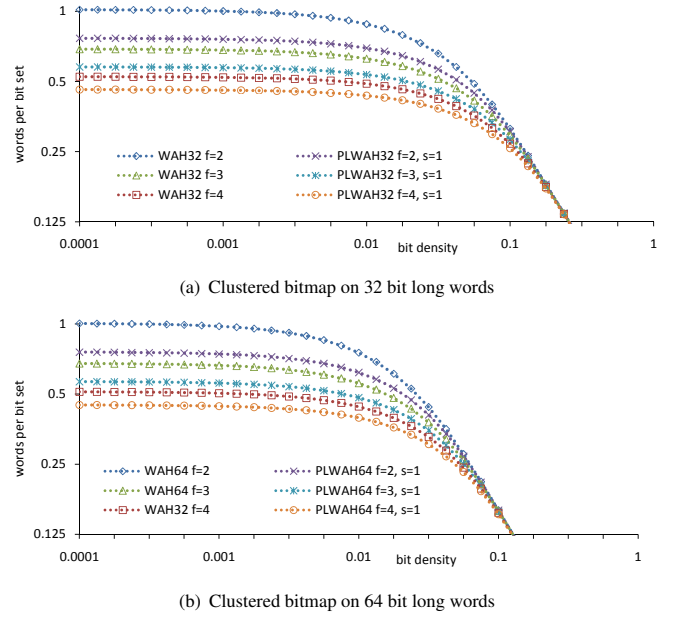 1
0.5
0.25
0.125
words per bit set
WAH32 f=2
PLWAH32 f=2, s=1
WAH32 f=3
PLWAH32 f=3, s=1
WAH32 f=4
PLWAH32 f=4, s=1
0.0001 0.001 0.01 0.1 1
bit density
(a) Clustered bitmap on 32 bit long words
1
0.5
0.25
0.125
words per bit set
WAH64 f=2
PLWAH64 f=2, s=1
WAH64 f=3
PLWAH64 f=3, s=1
WAH32 f=4
PLWAH64 f=4, s=1
0.0001 0.001 0.01 0.1 1
bit density
(b) Clustered bitmap on 64 bit long words